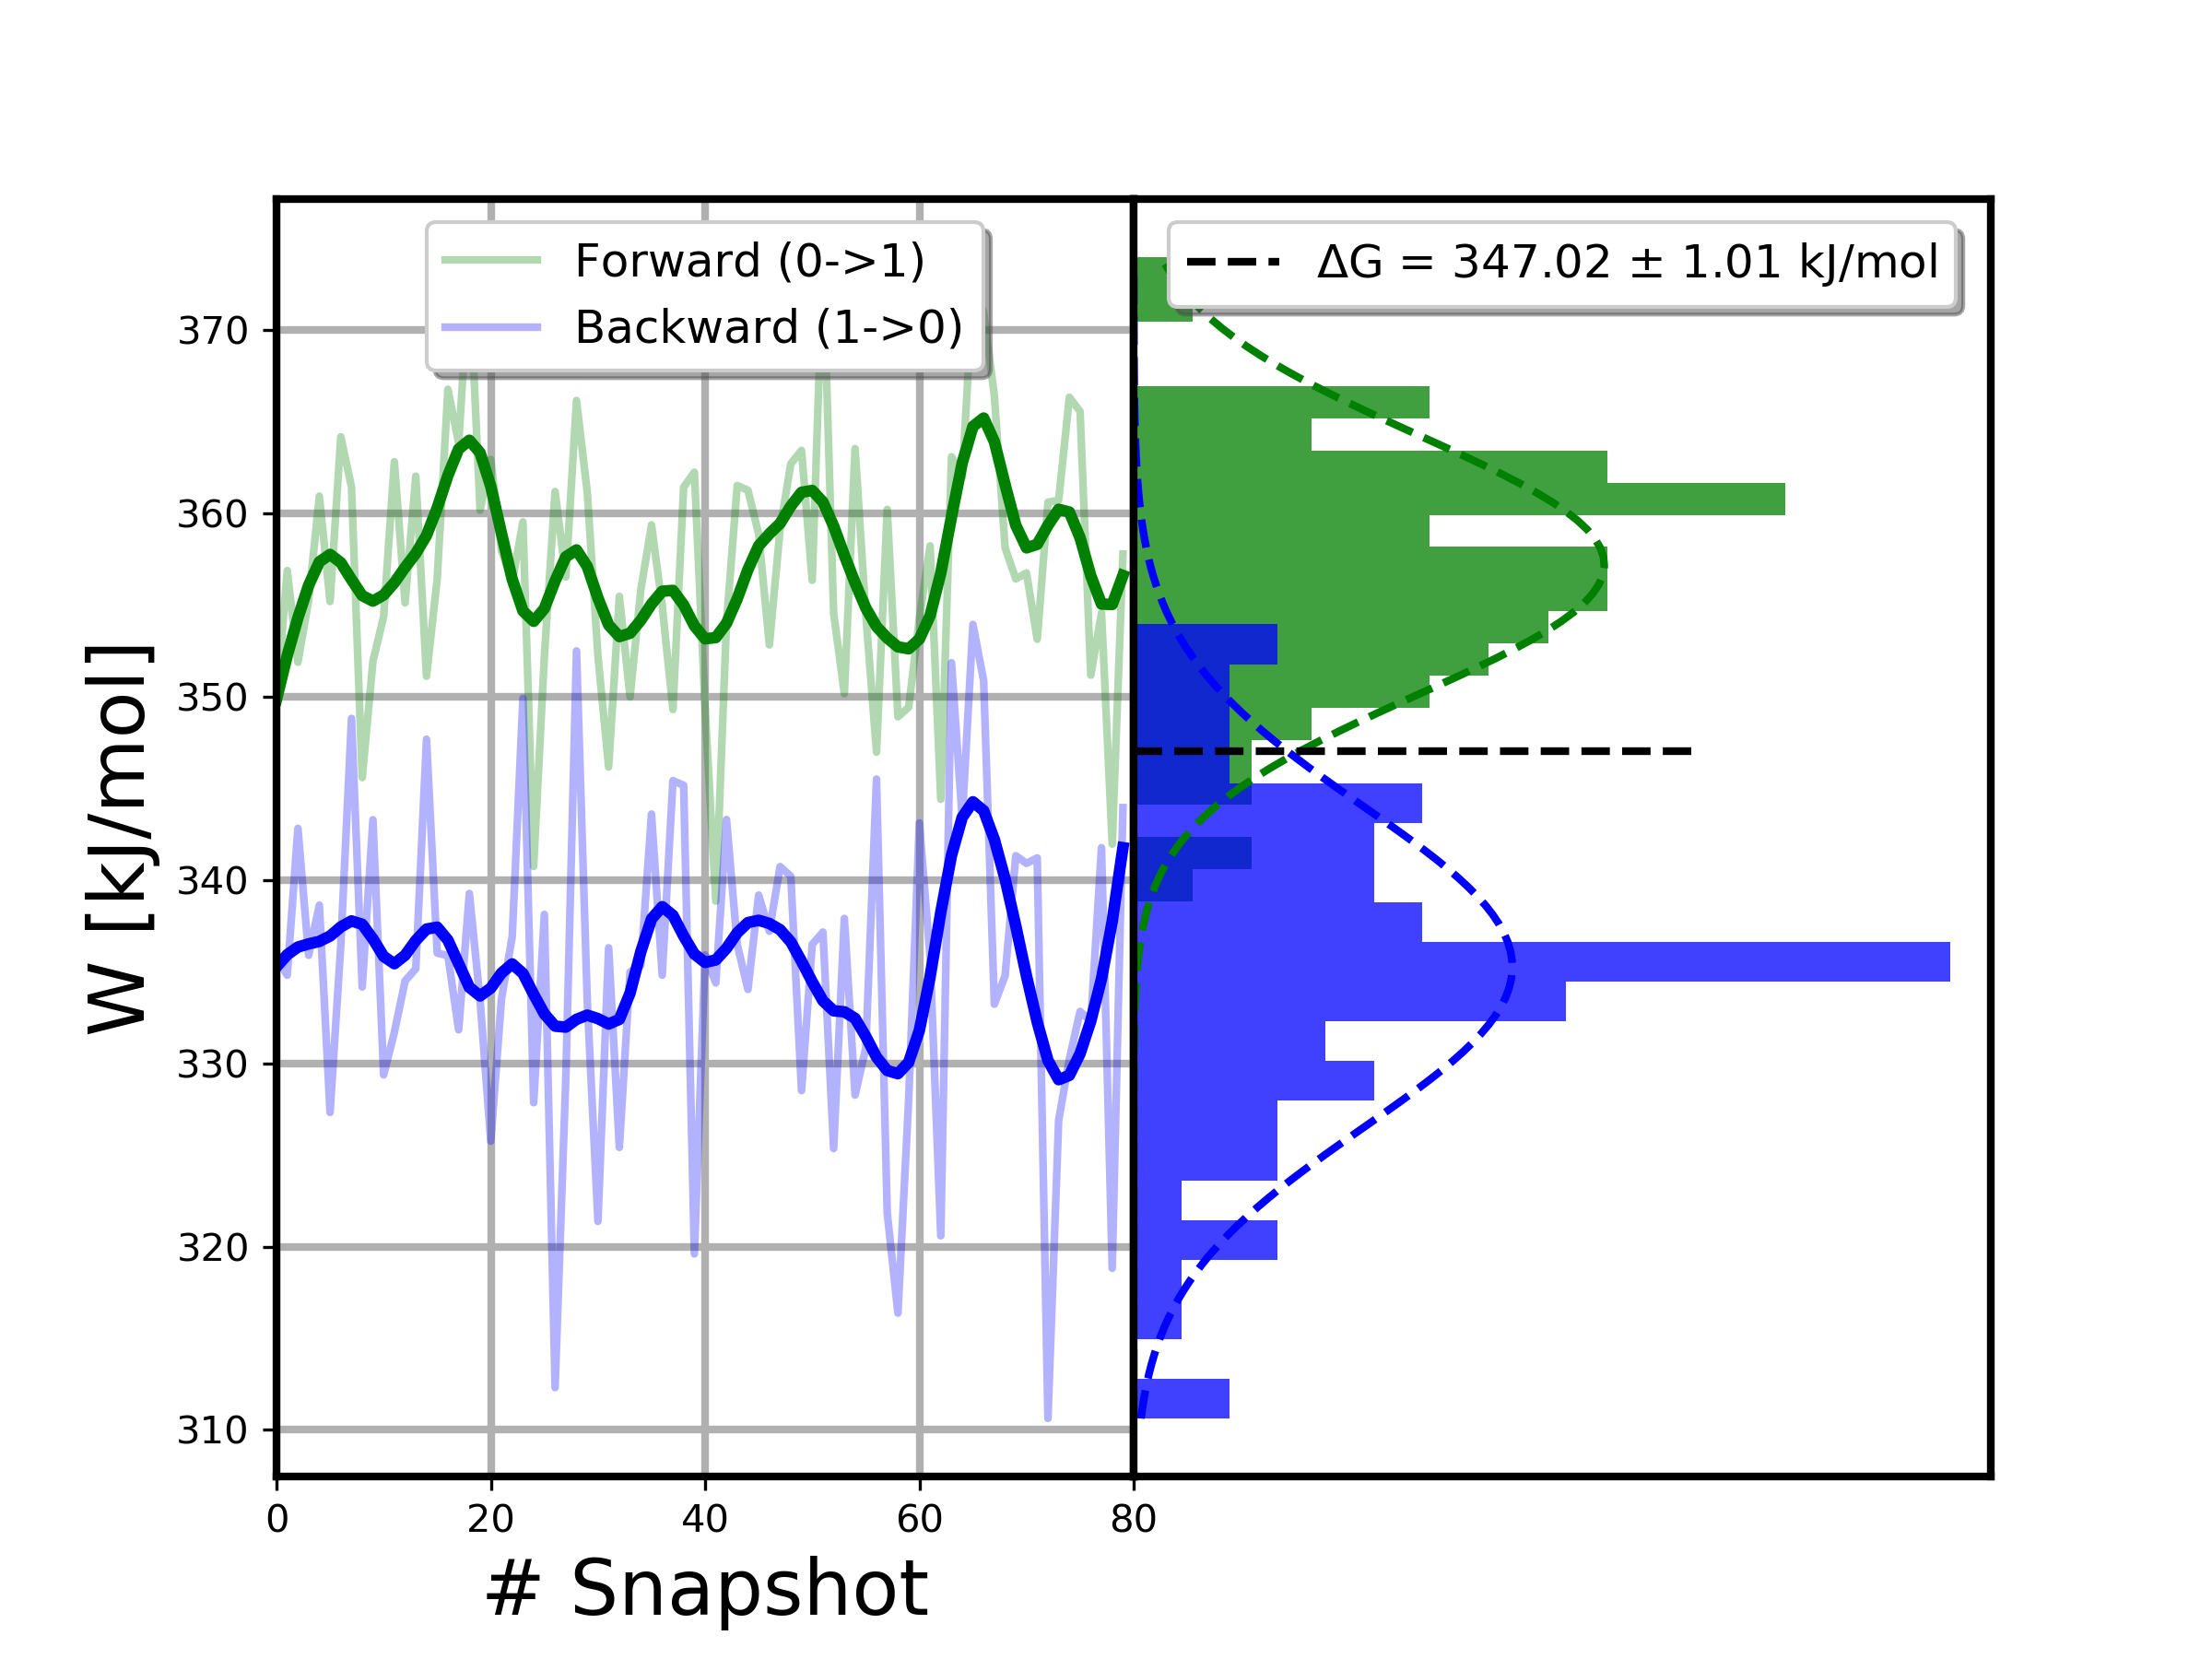 Forward (0->1)
Backward (1->0)
ΔG = 347.02 ± 1.01 kJ/mol
370
360
350
340
330
320
310
W [kJ/mol]
0 20 40 60 80
# Snapshot